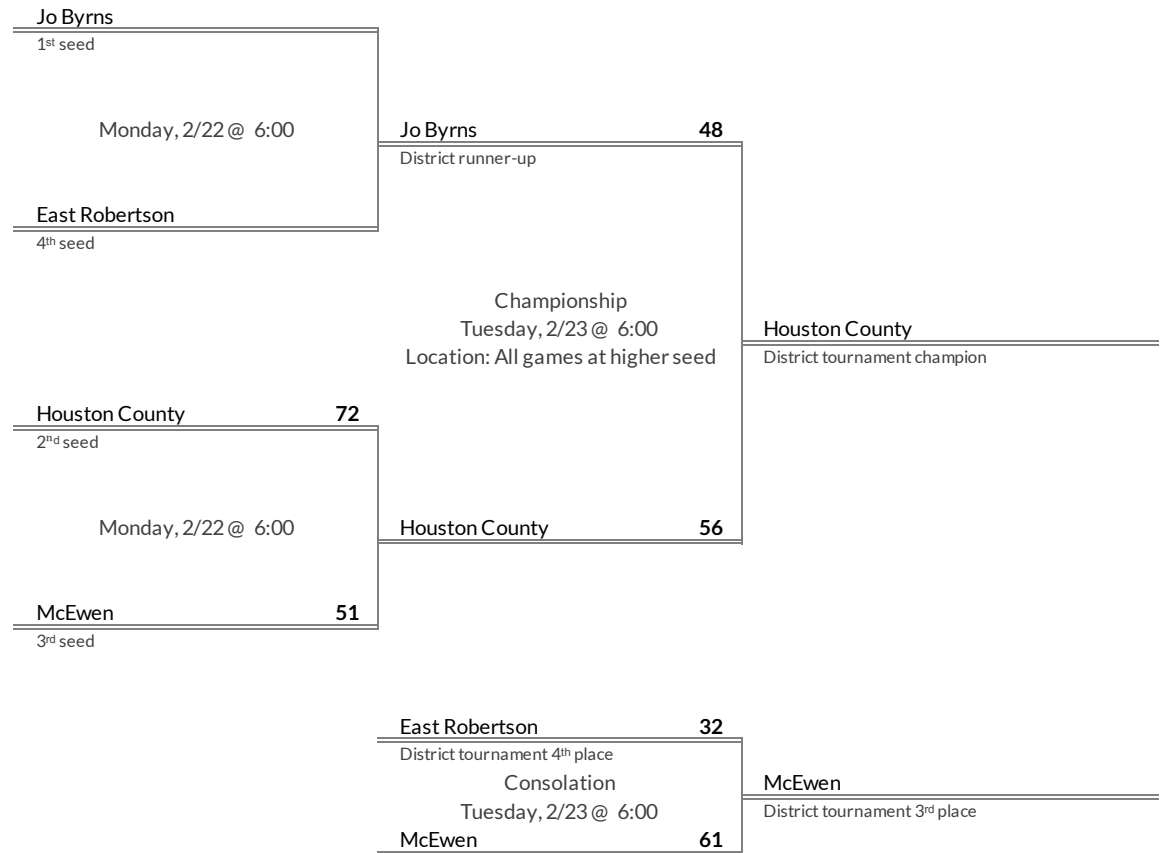 Jo Byrns
1st seed
Monday, 2/22 @ 6:00
Jo Byrns 48
District runner-up
East Robertson
4th seed
Championship
Tuesday, 2/23 @ 6:00
Location: All games at higher seed
Houston County
District tournament champion
Houston County 72
2nd seed
Monday, 2/22 @ 6:00
Houston County 56
McEwen 51
3rd seed
East Robertson 32
District tournament 4th place
Consolation
Tuesday, 2/23 @ 6:00
McEwen
District tournament 3rd place
McEwen 61